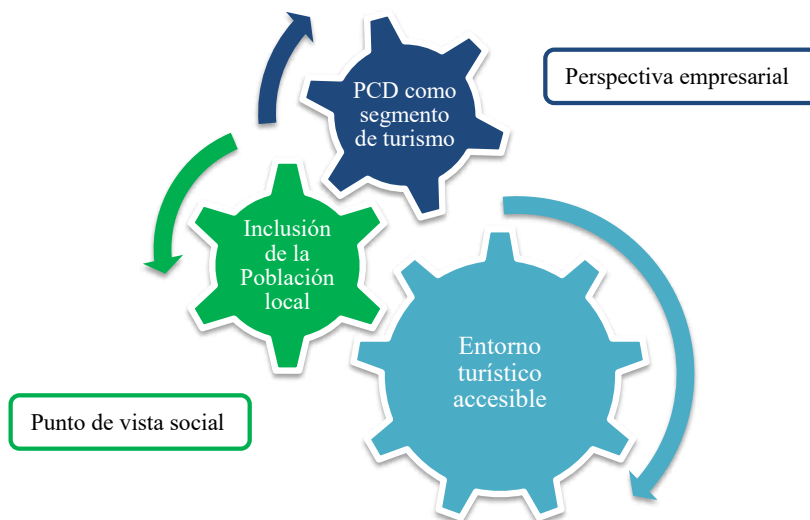 PCD como
segmento
de turismo
Perspectiva empresarial
Inclusión
de la
Población
local
Entorno
turístico
accesible
Punto de vista social